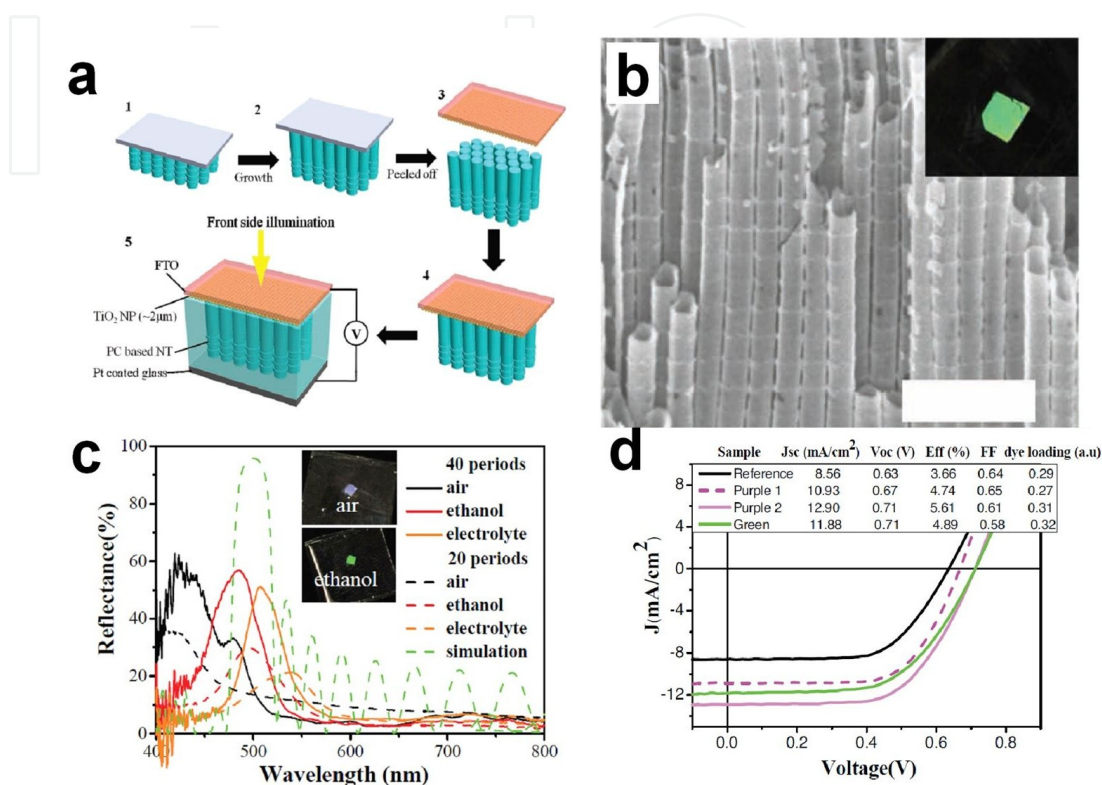 a
1
2
3
Growth
Peeled off
Front side illumination
5
4
FTO
TiO₂ NP (~2μm)
V
PC based NT
Pt coated glass
b
c
Reflectance(%)
100
80
60
40
20
0
400 500 600 700 800
Wavelength (nm)
air
ethanol
40 periods
air
ethanol
electrolyte
20 periods
air
ethanol
electrolyte
simulation
d
Sample Jsc (mA/cm²) Voc (V) Eff (%) FF dye loading (a.u)
Reference 8.56 0.63 3.66 0.64 0.29
Purple 1 10.93 0.67 4.74 0.65 0.27
Purple 2 12.90 0.71 5.61 0.61 0.31
Green 11.88 0.71 4.89 0.58 0.32
J(mA/cm²)
8
4
0
-4
-8
-12
0.0 0.2 0.4 0.6 0.8
Voltage(V)